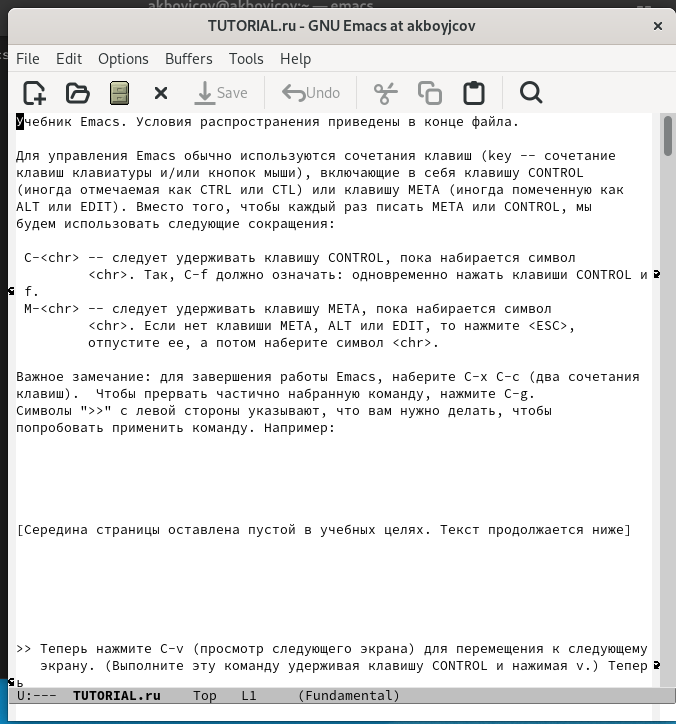 akboyjcov@akboyjcov:~ — emacs
TUTORIAL.ru - GNU Emacs at akboyjcov
File Edit Options Buffers Tools Help
Save Undo
Учебник Emacs. Условия распространения приведены в конце файла.
Для управления Emacs обычно используются сочетания клавиш (key -- сочетание
клавиш клавиатуры и/или кнопок мыши), включающие в себя клавишу CONTROL
(иногда отмечаемая как CTRL или CTL) или клавишу META (иногда помеченную как
ALT или EDIT). Вместо того, чтобы каждый раз писать META или CONTROL, мы
будем использовать следующие сокращения:
C-<chr> -- следует удерживать клавишу CONTROL, пока набирается символ
<chr>. Так, C-f должно означать: одновременно нажать клавиши CONTROL и
f.
M-<chr> -- следует удерживать клавишу META, пока набирается символ
<chr>. Если нет клавиши META, ALT или EDIT, то нажмите <ESC>,
отпустите ее, а потом наберите символ <chr>.
Важное замечание: для завершения работы Emacs, наберите C-x C-c (два сочетания
клавиш).  Чтобы прервать частично набранную команду, нажмите C-g.
Символы ">>" с левой стороны указывают, что вам нужно делать, чтобы
попробовать применить команду. Например:
[Середина страницы оставлена пустой в учебных целях. Текст продолжается ниже]
>> Теперь нажмите C-v (просмотр следующего экрана) для перемещения к следующему
экрану. (Выполните эту команду удерживая клавишу CONTROL и нажимая v.) Тепер
ь
U:--- TUTORIAL.ru Top L1 (Fundamental)